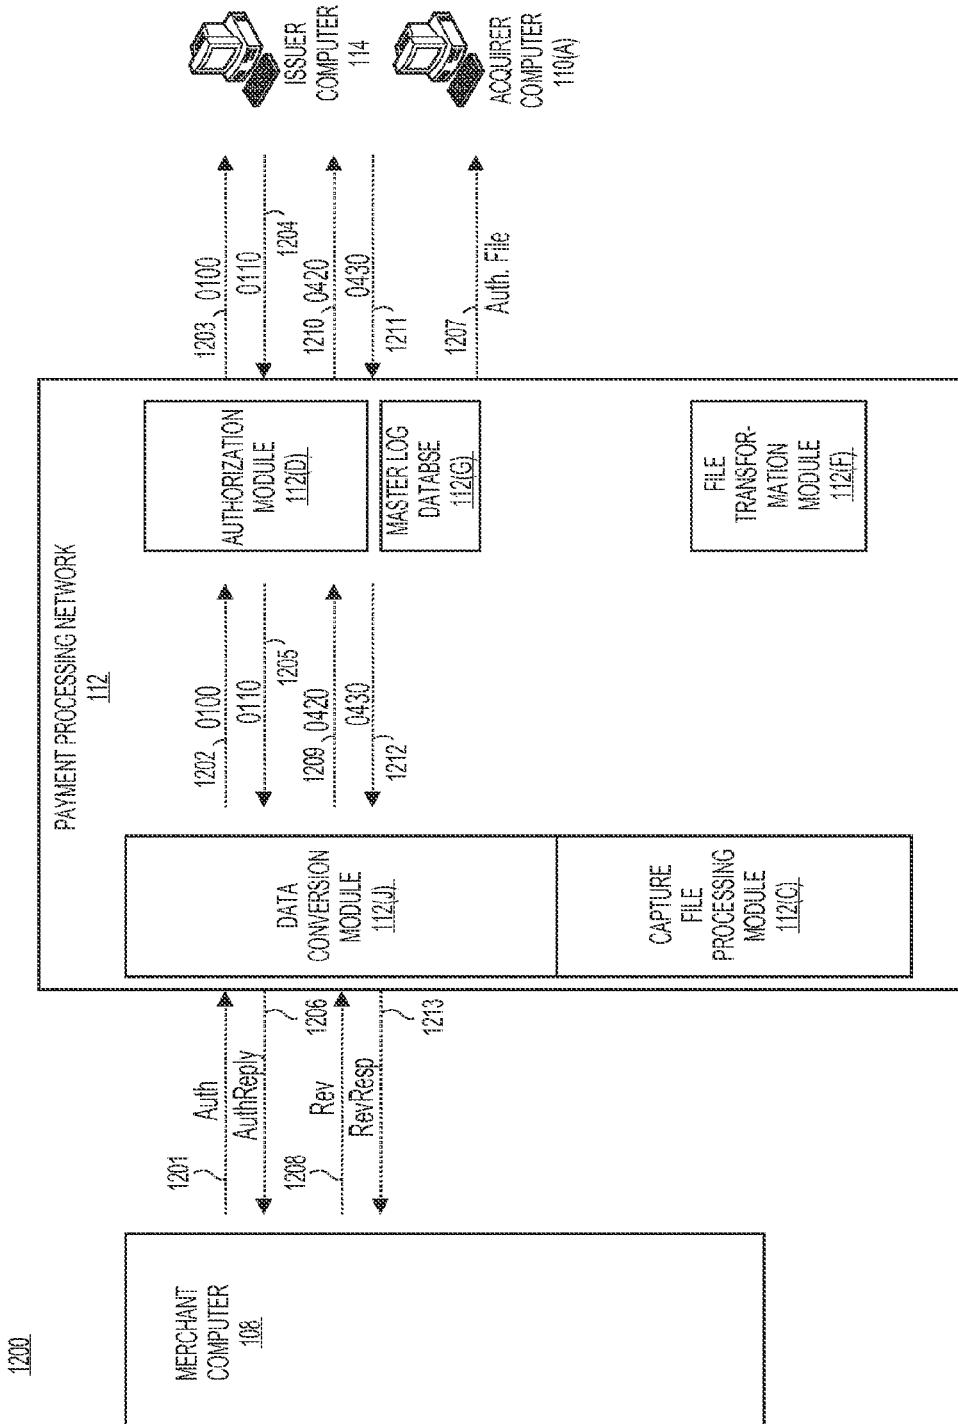 1200
MERCHANT
COMPUTER
108
1201
Auth
AuthReply
1206
1208
Rev
RevResp
1213
PAYMENT PROCESSING NETWORK
112
DATA
CONVERSION
MODULE
112(J)
CAPTURE
FILE
PROCESSING
MODULE
112(C)
1202
0100
0110
1205
1209
0420
0430
1212
AUTHORIZATION
MODULE
112(D)
MASTER LOG
DATABSE
112(G)
FILE
TRANSFOR-
MATION
MODULE
112(F)
1203
0100
0110
1204
1210
0420
0430
1211
1207
Auth. File
ISSUER
COMPUTER
114
ACQUIRER
COMPUTER
110(A)